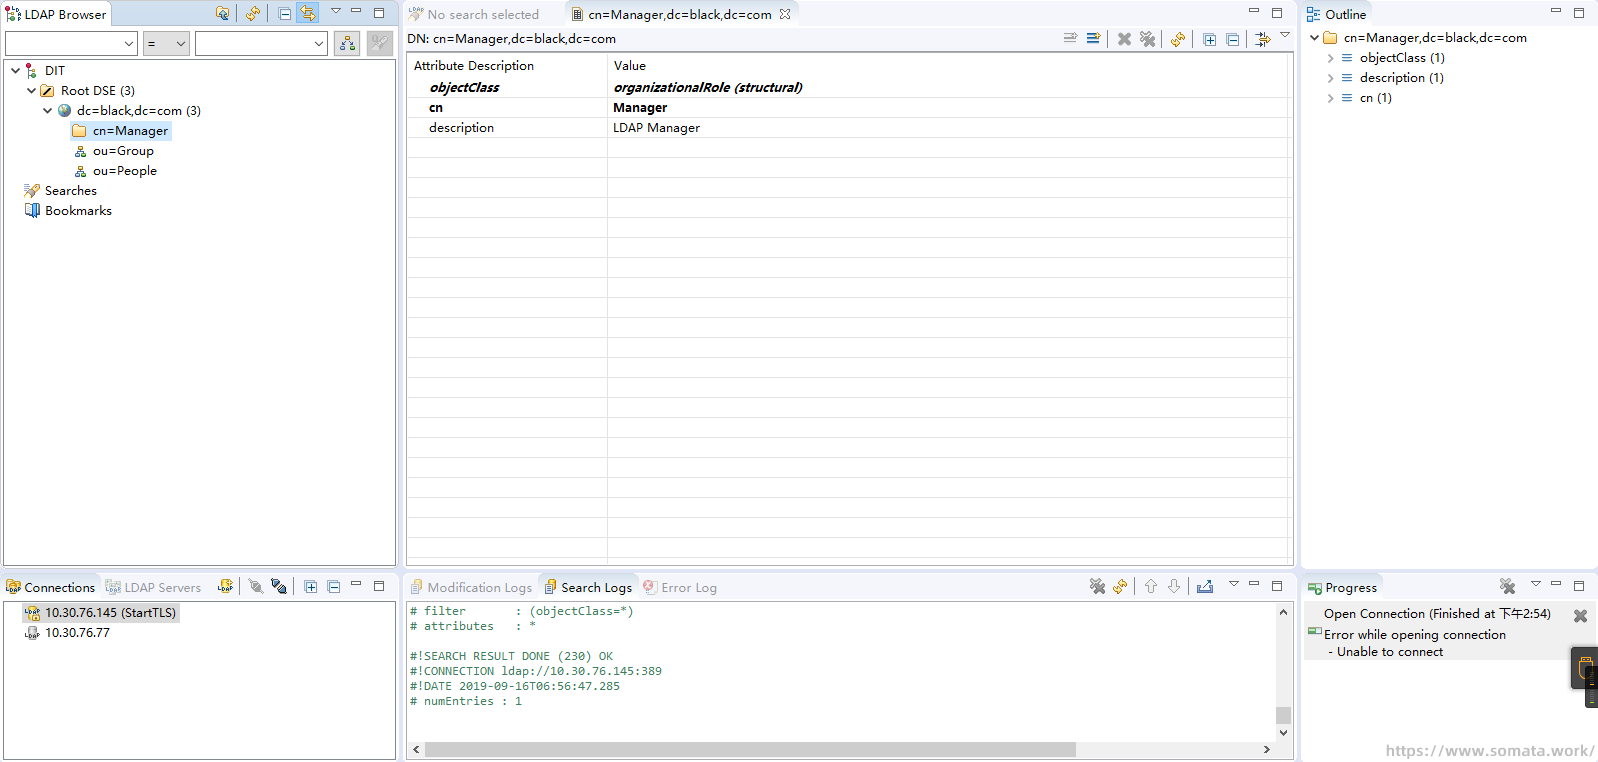 LDAP Browser
=
DIT
Root DSE (3)
dc=black,dc=com (3)
cn=Manager
ou=Group
ou=People
Searches
Bookmarks
No search selected
cn=Manager,dc=black,dc=com
DN: cn=Manager,dc=black,dc=com
Attribute Description Value
objectClass organizationalRole (structural)
cn Manager
description LDAP Manager
Outline
cn=Manager,dc=black,dc=com
objectClass (1)
description (1)
cn (1)
Connections LDAP Servers
10.30.76.145 (StartTLS)
10.30.76.77
Modification Logs Search Logs Error Log
# filter : (objectClass=*)
# attributes : *
#!SEARCH RESULT DONE (230) OK
#!CONNECTION ldap://10.30.76.145:389
#!DATE 2019-09-16T06:56:47.285
# numEntries : 1
Progress
Open Connection (Finished at 下午2:54)
Error while opening connection
- Unable to connect
https://www.somata.work/